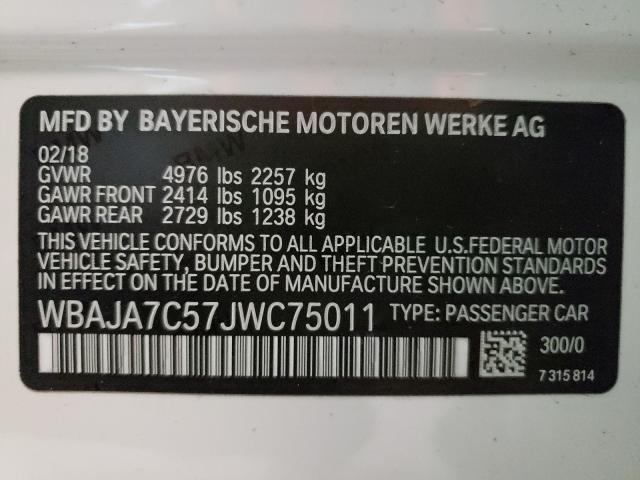 MFD BY BAYERISCHE MOTOREN WERKE AG
02/18
GVWR 4976 lbs 2257 kg
GAWR FRONT 2414 lbs 1095 kg
GAWR REAR 2729 lbs 1238 kg
THIS VEHICLE CONFORMS TO ALL APPLICABLE U.S.FEDERAL MOTOR
VEHICLE SAFETY, BUMPER AND THEFT PREVENTION STANDARDS
IN EFFECT ON THE DATE OF MANUFACTURE SHOWN ABOVE.
WBAJA7C57JWC75011 TYPE: PASSENGER CAR
300/0
7 315 814